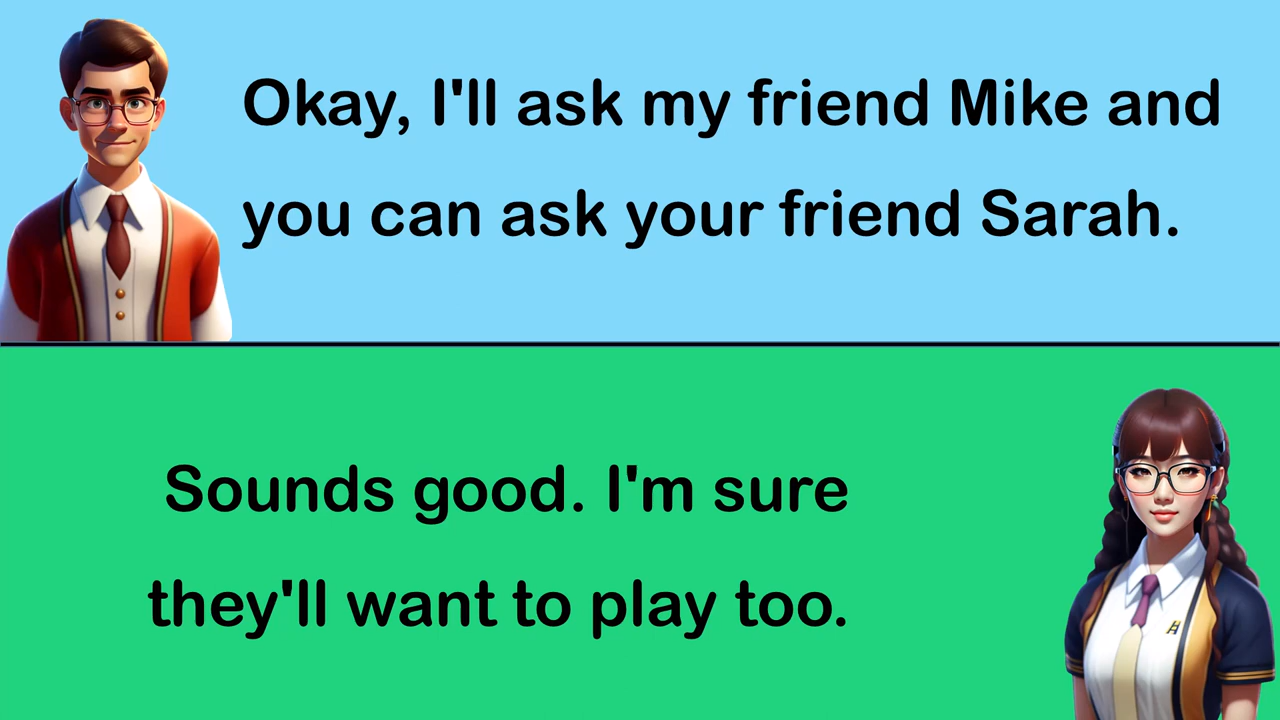 Okay, I'll ask my friend Mike and
you can ask your friend Sarah.
Sounds good. I'm sure
they'll want to play too.